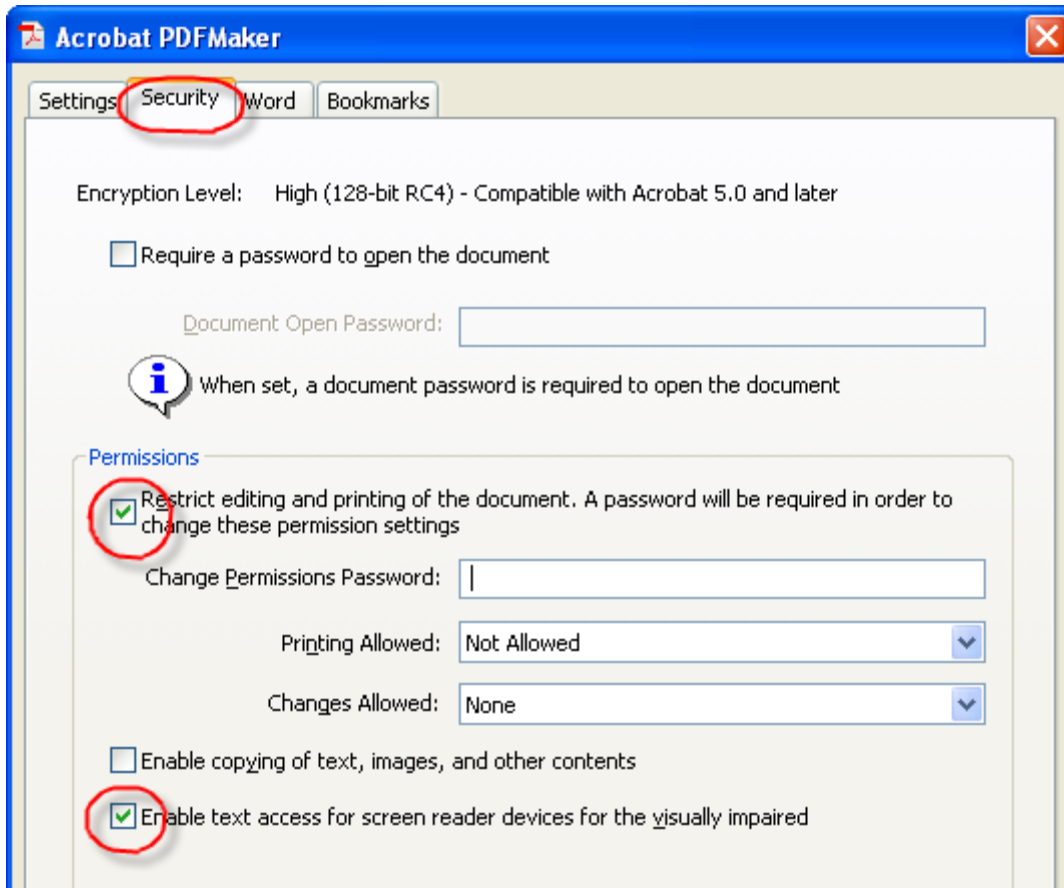 Acrobat PDFMaker
Settings Security Word Bookmarks
Encryption Level: High (128-bit RC4) - Compatible with Acrobat 5.0 and later
Require a password to open the document
Document Open Password:
When set, a document password is required to open the document
Permissions
Restrict editing and printing of the document. A password will be required in order to
change these permission settings
Change Permissions Password:
Printing Allowed: Not Allowed
Changes Allowed: None
Enable copying of text, images, and other contents
Enable text access for screen reader devices for the visually impaired